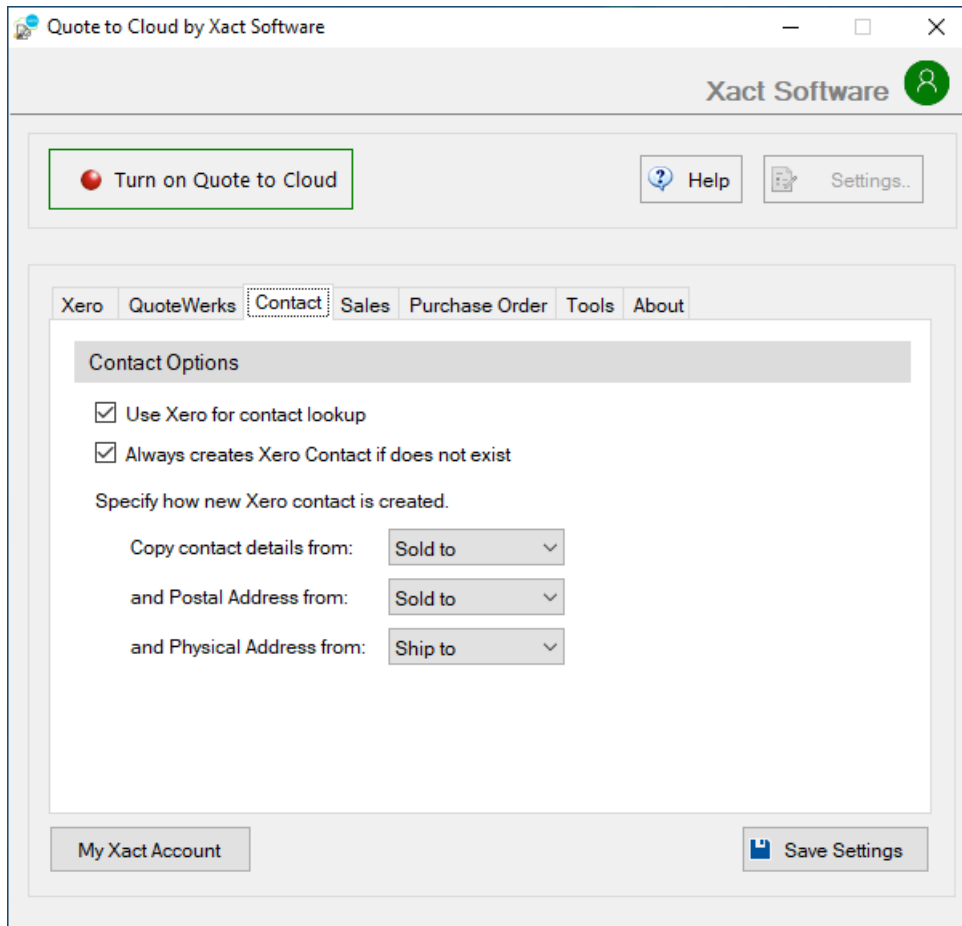 Quote to Cloud by Xact Software
Xact Software
Turn on Quote to Cloud
Help
Settings..
Xero QuoteWerks Contact Sales Purchase Order Tools About
Contact Options
Use Xero for contact lookup
Always creates Xero Contact if does not exist
Specify how new Xero contact is created.
Copy contact details from: Sold to
and Postal Address from: Sold to
and Physical Address from: Ship to
My Xact Account
Save Settings